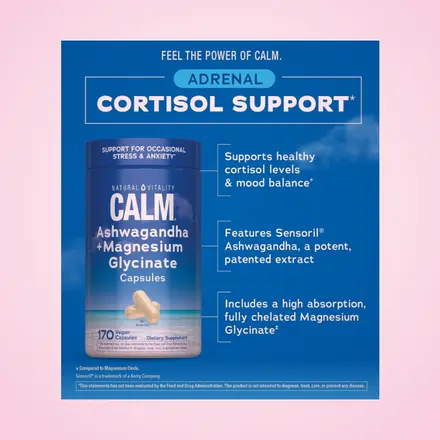 FEEL THE POWER OF CALM.
ADRENAL
CORTISOL SUPPORT*
SUPPORT FOR OCCASIONAL
STRESS & ANXIETY*
NATURAL VITALITY
CALM
Ashwagandha
+Magnesium
Glycinate
Capsules
170 Vegan
Capsules
Dietary Supplement
Supports healthy
cortisol levels
& mood balance*
Features Sensoril®
Ashwagandha, a potent,
patented extract
Includes a high absorption,
fully chelated Magnesium
Glycinate‡
Compared to Magnesium Oxide.
Sensoril® is a trademark of a Kerry Company
*This statements has not been evaluated by the Food and Drug Administration. This product is not intended to diagnose, treat, cure, or prevent any disease.